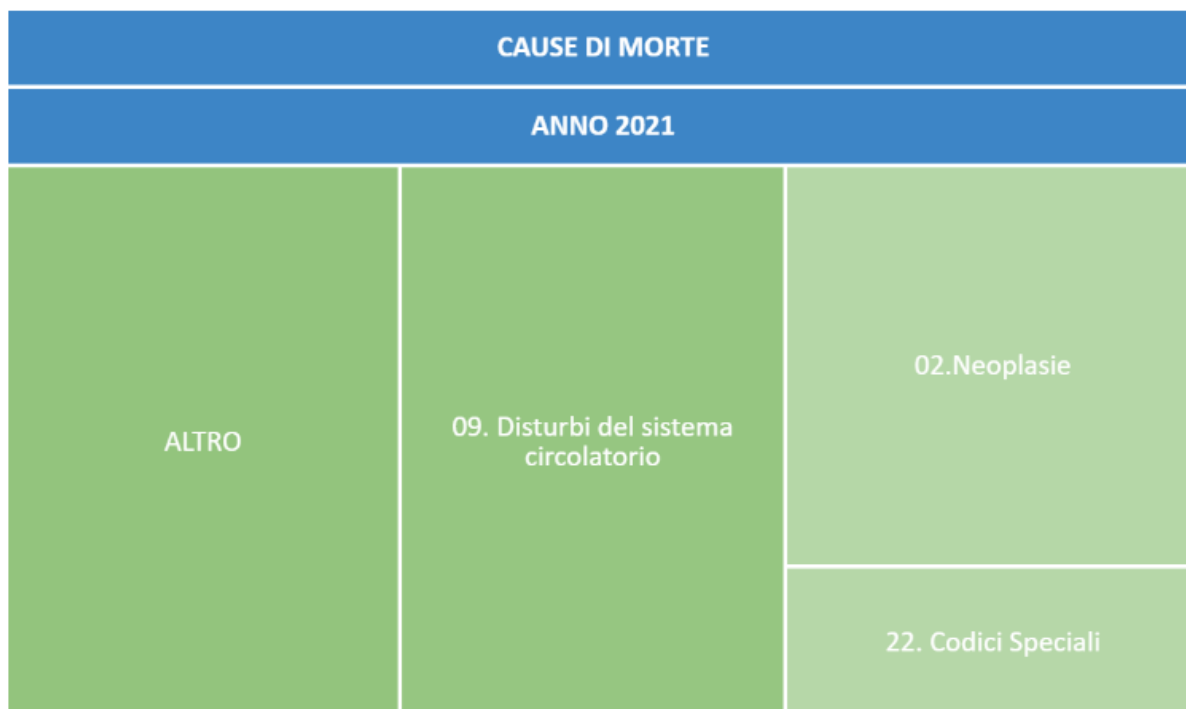 CAUSE DI MORTE
ANNO 2021
ALTRO
09. Disturbi del sistema
circolatorio
02.Neoplasie
22. Codici Speciali